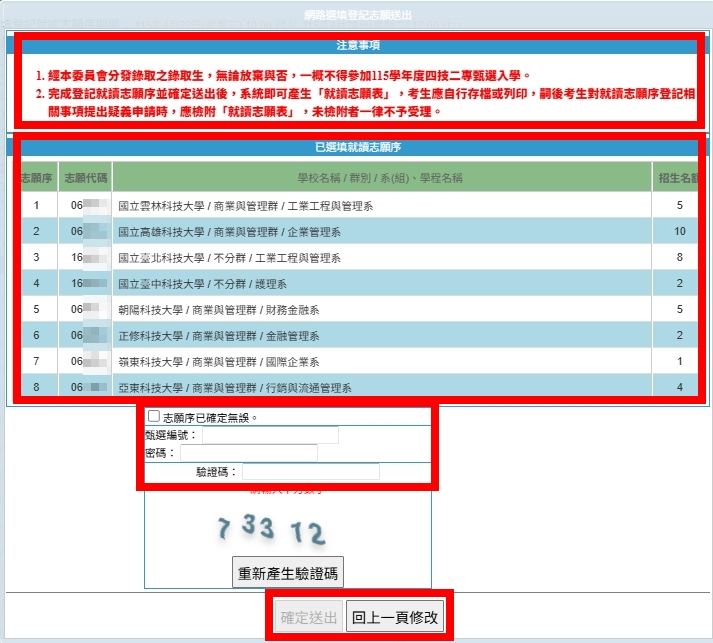 網路選填登記志願送出
注意事項
1. 經本委員會分發錄取之錄取生，無論放棄與否，一概不得參加115學年度四技二專甄選入學。
2. 完成登記就讀志願序並確定送出後，系統即可產生「就讀志願表」，考生應自行存檔或列印，嗣後考生對就讀志願序登記相
關事項提出疑義申請時，應檢附「就讀志願表」，未檢附者一律不予受理。
已選填就讀志願序
志願序 志願代碼 學校名稱 / 群別 / 系(組)、學程名稱 招生名額
1 06 國立雲林科技大學 / 商業與管理群 / 工業工程與管理系 5
2 06 國立高雄科技大學 / 商業與管理群 / 企業管理系 10
3 16 國立臺北科技大學 / 不分群 / 工業工程與管理系 8
4 16 國立臺中科技大學 / 不分群 / 護理系 2
5 06 朝陽科技大學 / 商業與管理群 / 財務金融系 5
6 06 正修科技大學 / 商業與管理群 / 金融管理系 2
7 06 嶺東科技大學 / 商業與管理群 / 國際企業系 1
8 06 亞東科技大學 / 商業與管理群 / 行銷與流通管理系 4
志願序已確定無誤。
甄選編號：
密碼：
驗證碼：
73312
重新產生驗證碼
確定送出 回上一頁修改